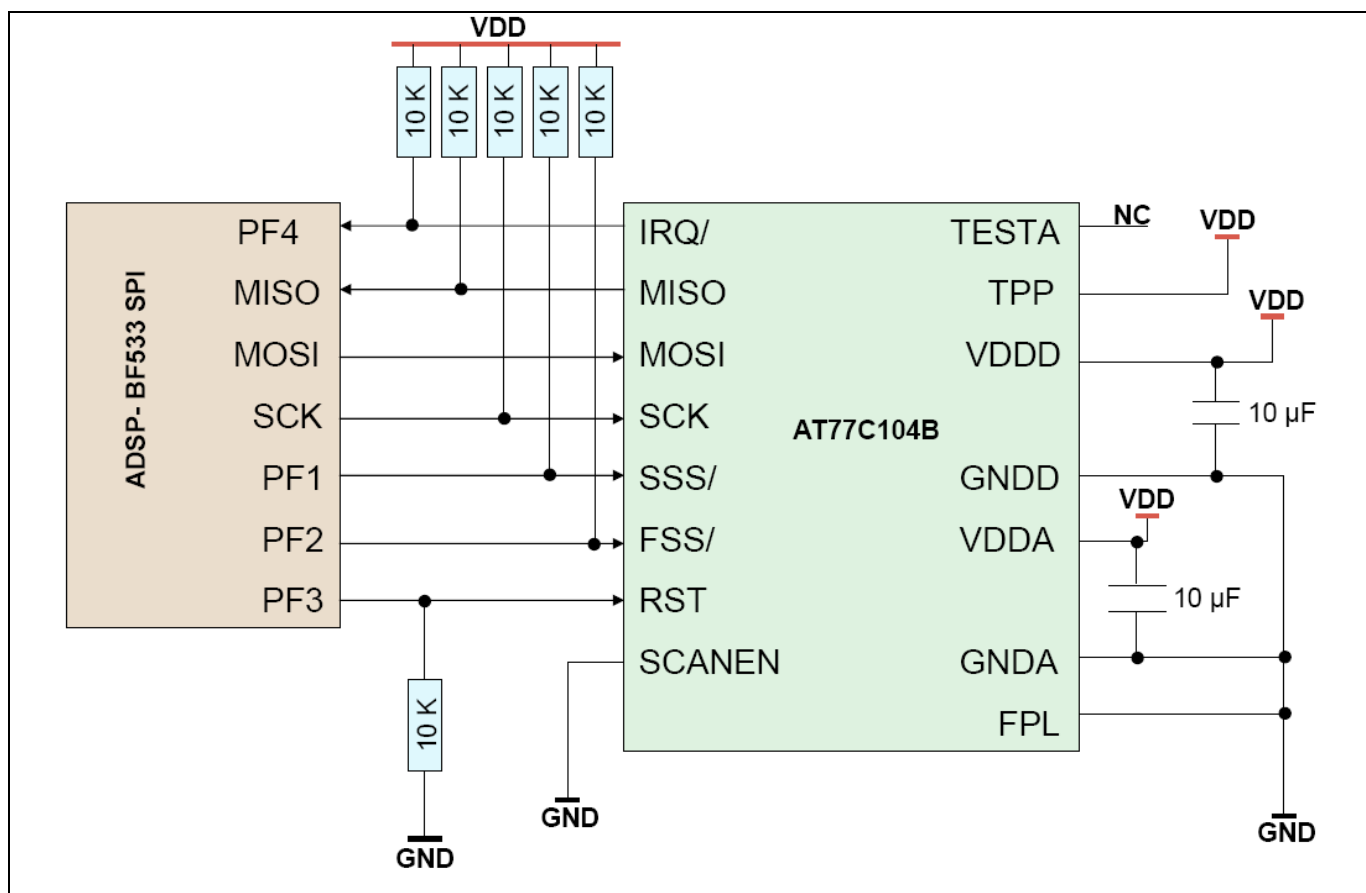 VDD
10 K
10 K
10 K
10 K
10 K
ADSP- BF533 SPI
PF4
MISO
MOSI
SCK
PF1
PF2
PF3
10 K
GND
AT77C104B
IRQ/
MISO
MOSI
SCK
SSS/
FSS/
RST
SCANEN
GND
TESTA
TPP
VDDD
GNDD
VDDA
GNDA
FPL
NC
VDD
VDD
10 µF
VDD
10 µF
GND